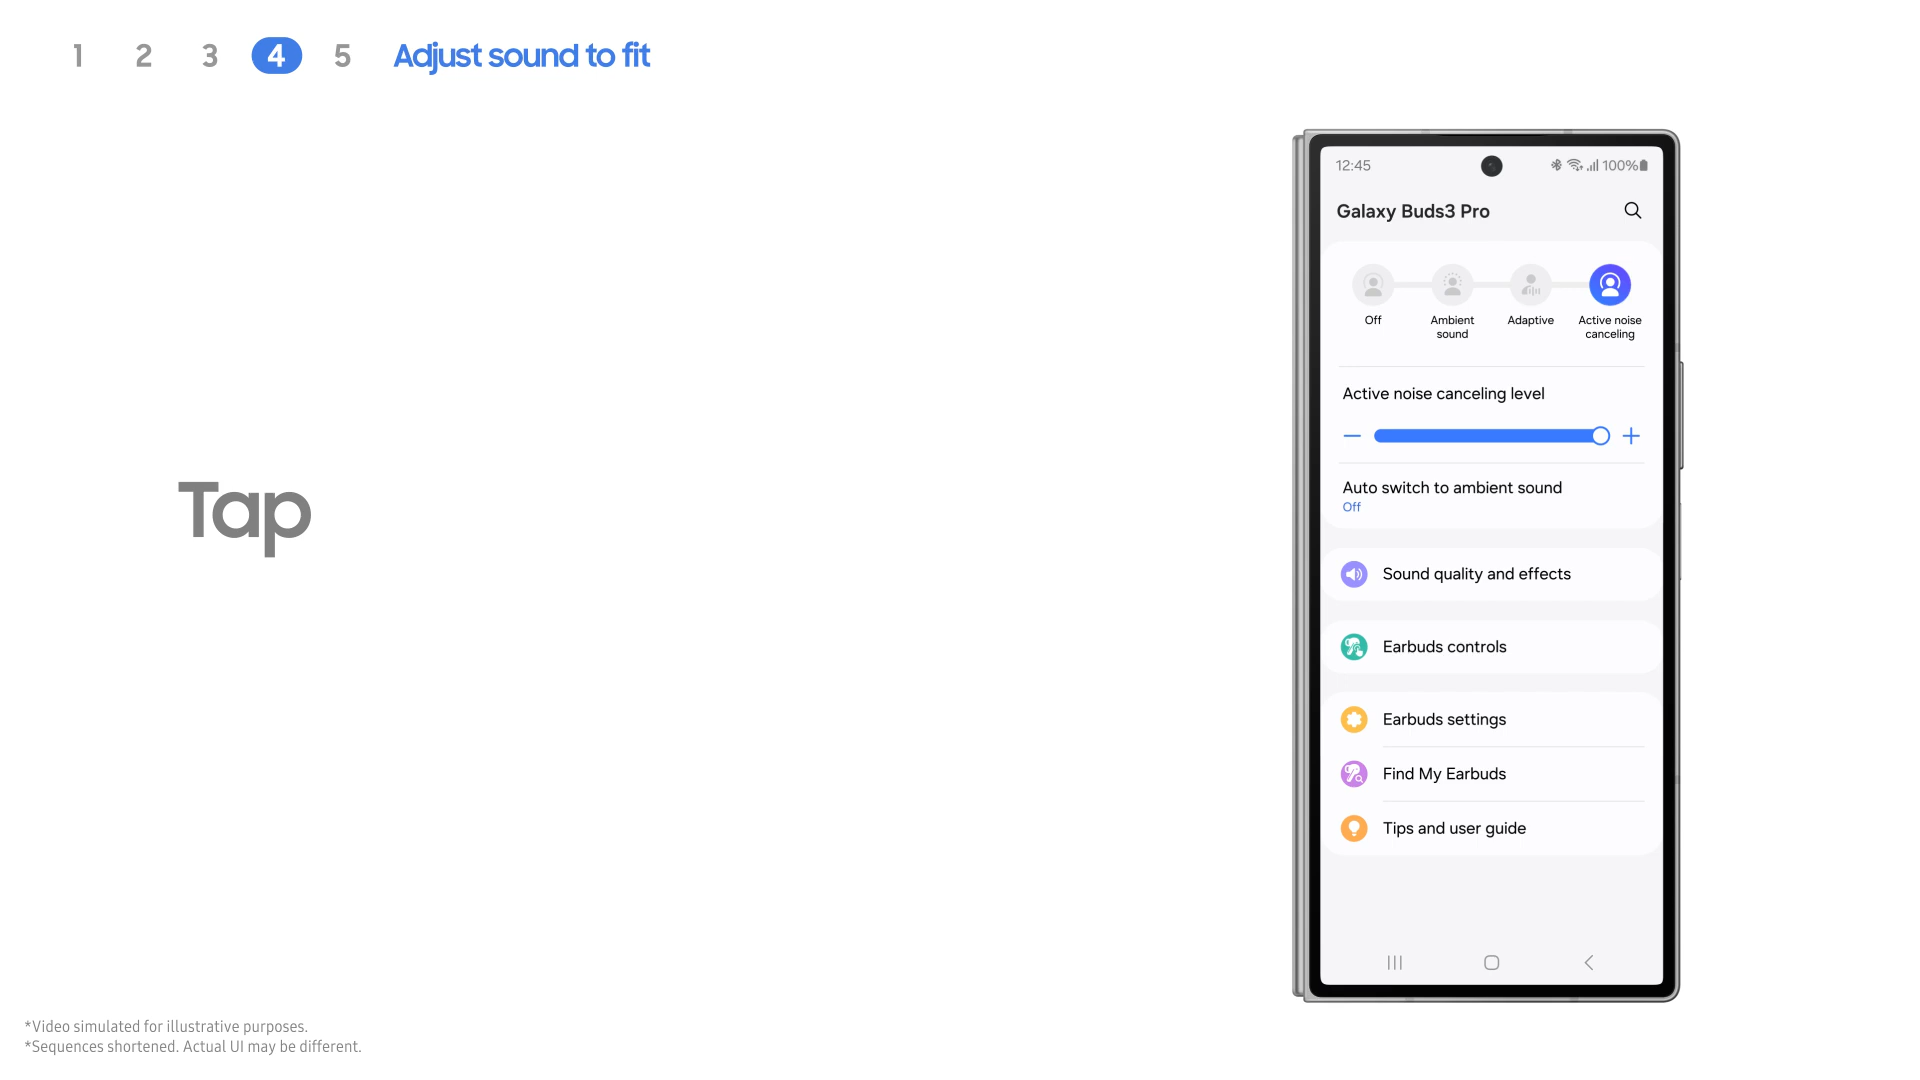 1 2 3 4 5 Adjust sound to fit
Tap
12:45 100%
Galaxy Buds3 Pro
Off
Ambient
sound
Adaptive
Active noise
canceling
Active noise canceling level
Auto switch to ambient sound
Off
Sound quality and effects
Earbuds controls
Earbuds settings
Find My Earbuds
Tips and user guide
*Video simulated for illustrative purposes.
*Sequences shortened. Actual UI may be different.